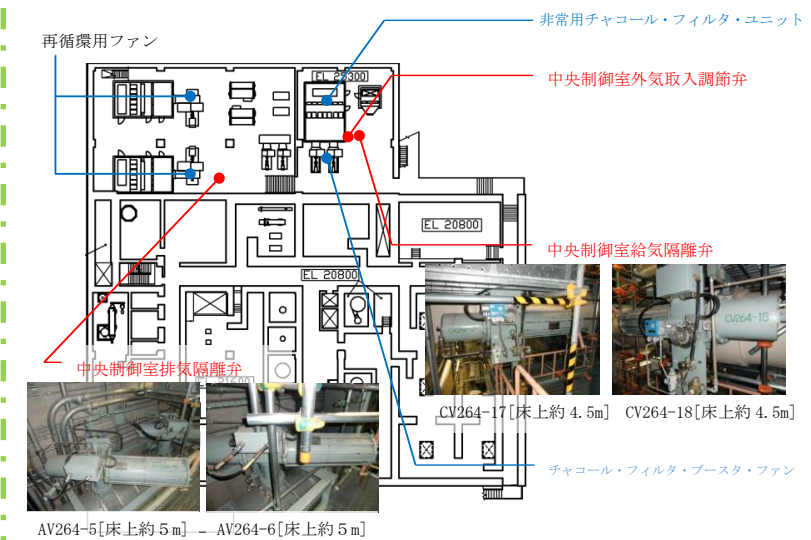 非常用チャコール・フィルタ・ユニット
再循環用ファン
EL 25300
中央制御室外気取入調節弁
EL 20800
中央制御室給気隔離弁
EL 20800
CV264-18
中央制御室排気隔離弁
CV264-17[床上約 4.5m] CV264-18[床上約 4.5m]
チャコール・フィルタ・ブースタ・ファン
AV264-5[床上約５m] － AV264-6[床上約５m]